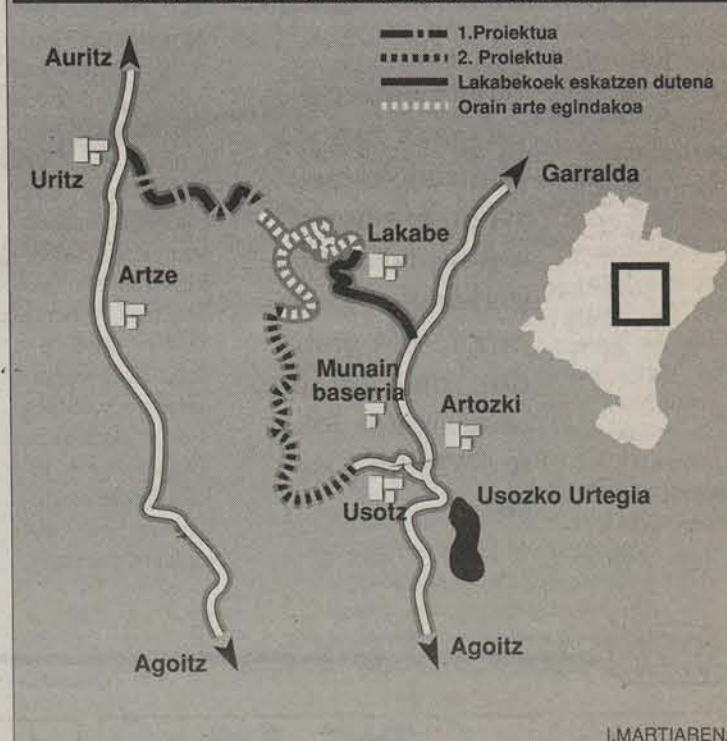 1.Proiektua
2. Proiektua
Lakabekoek eskatzen dutena
Orain arte egindakoa
Auritz
Uritz
Garralda
Lakabe
Artze
Munain
baserria
Artozki
Usotz
Usozko Urtegia
Agoitz
Agoitz
I.MARTIAREN